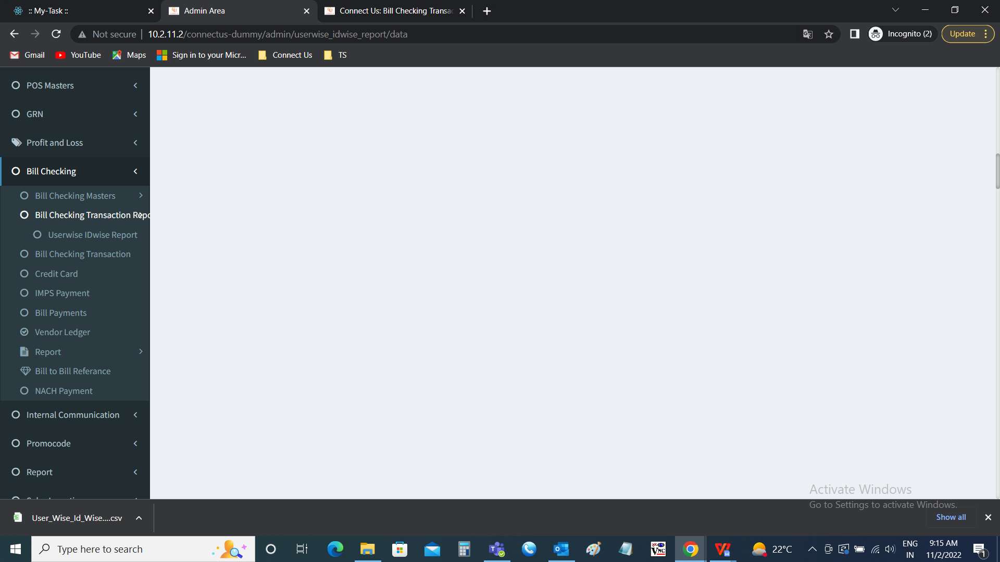 :: My-Task ::
Admin Area
Connect Us: Bill Checking Transac
Not secure
10.2.11.2/connectus-dummy/admin/userwise_idwise_report/data
Incognito (2)
Update
Gmail
YouTube
Maps
Sign in to your Micr...
Connect Us
TS
POS Masters
GRN
Profit and Loss
Bill Checking
Bill Checking Masters
Bill Checking Transaction Repo
Userwise IDwise Report
Bill Checking Transaction
Credit Card
IMPS Payment
Bill Payments
Vendor Ledger
Report
Bill to Bill Referance
NACH Payment
Internal Communication
Promocode
Report
Activate Windows
Go to Settings to activate Windows.
User_Wise_Id_Wise....csv
Show all
Type here to search
22°C
ENG
IN
9:15 AM
11/2/2022
1